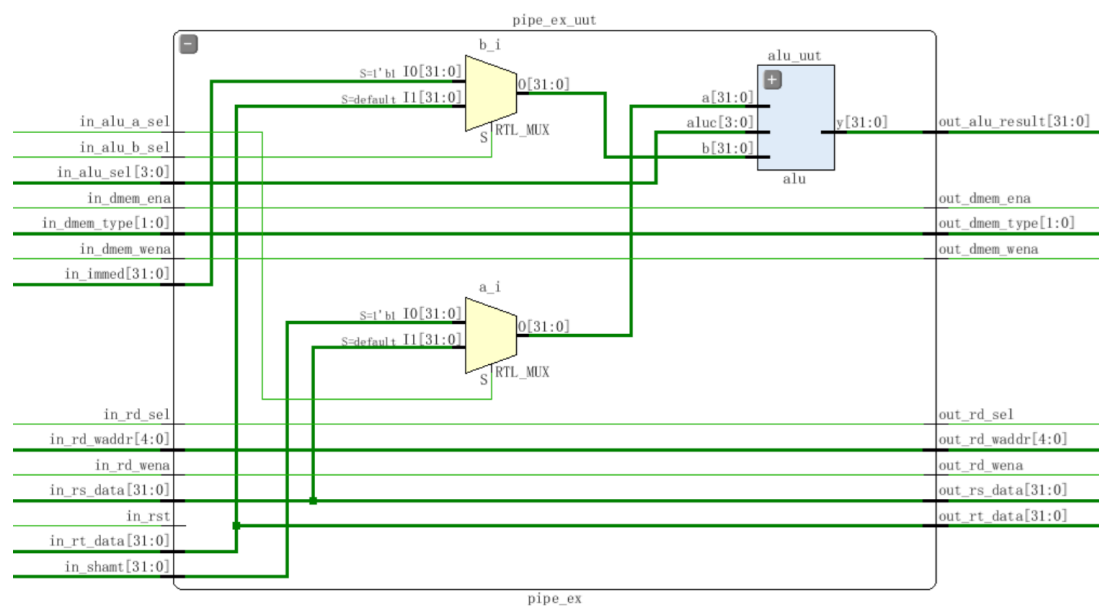 pipe_ex_uut
b_i
S=1'b1 I0[31:0]
S=default I1[31:0]
O[31:0]
S
RTL_MUX
alu_uut
a[31:0]
aluc[3:0]
b[31:0]
y[31:0]
alu
in_alu_a_sel
in_alu_b_sel
in_alu_sel[3:0]
in_dmem_ena
in_dmem_type[1:0]
in_dmem_wena
in_immed[31:0]
out_alu_result[31:0]
out_dmem_ena
out_dmem_type[1:0]
out_dmem_wena
a_i
S=1'b1 I0[31:0]
S=default I1[31:0]
O[31:0]
S
RTL_MUX
in_rd_sel
in_rd_waddr[4:0]
in_rd_wena
in_rs_data[31:0]
in_rst
in_rt_data[31:0]
in_shamt[31:0]
out_rd_sel
out_rd_waddr[4:0]
out_rd_wena
out_rs_data[31:0]
out_rt_data[31:0]
pipe_ex